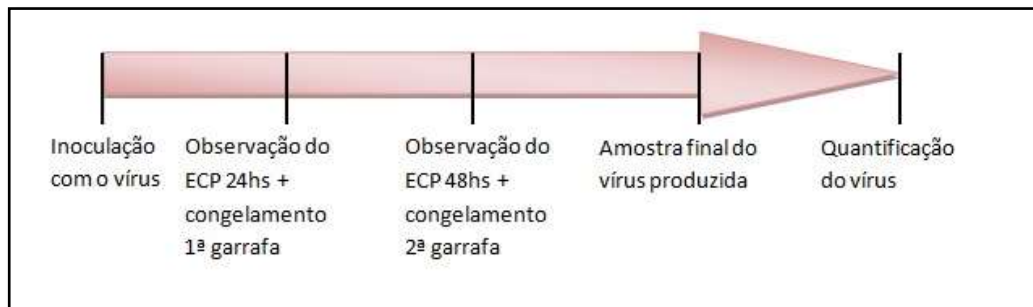 Inoculação
com o vírus
Observação do
ECP 24hs +
congelamento
1ª garrafa
Observação do
ECP 48hs +
congelamento
2ª garrafa
Amostra final do
vírus produzida
Quantificação
do vírus